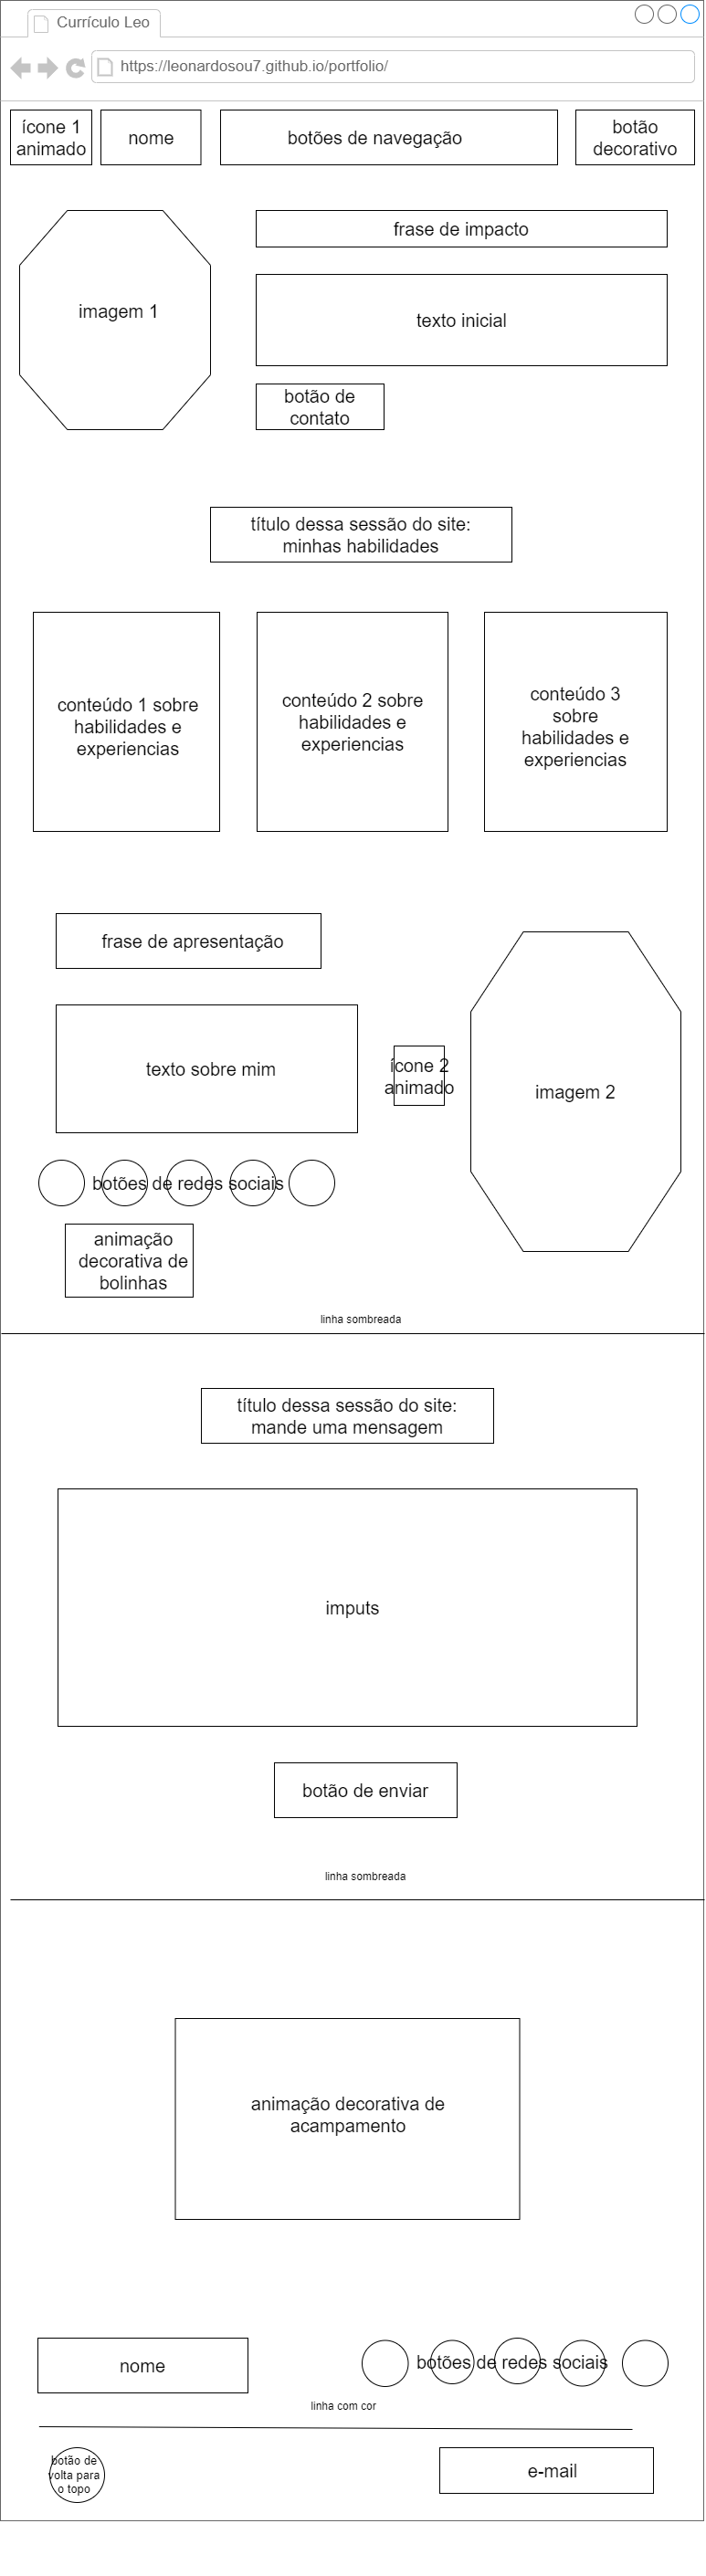 Currículo Leo
https://leonardosou7.github.io/portfolio/
ícone 1
animado
nome
botões de navegação
botão
decorativo
imagem 1
frase de impacto
texto inicial
botão de
contato
título dessa sessão do site:
minhas habilidades
conteúdo 1 sobre
habilidades e
experiencias
conteúdo 2 sobre
habilidades e
experiencias
conteúdo 3
sobre
habilidades e
experiencias
frase de apresentação
texto sobre mim
ícone 2
animado
imagem 2
botões de redes sociais
animação
decorativa de
bolinhas
linha sombreada
título dessa sessão do site:
mande uma mensagem
imputs
botão de enviar
linha sombreada
animação decorativa de
acampamento
nome
botões de redes sociais
linha com cor
botão de
volta para
o topo
e-mail